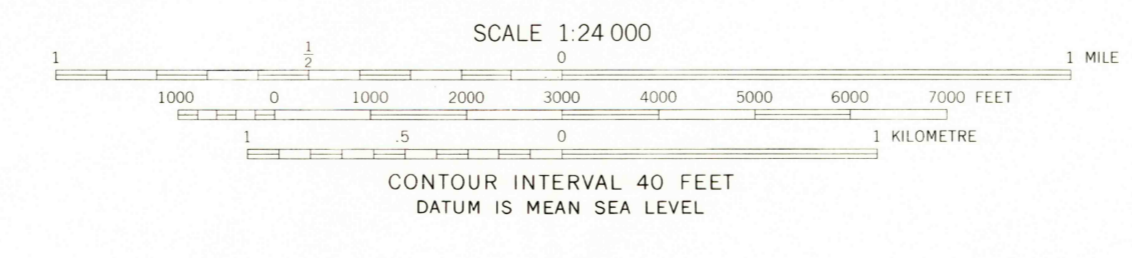 SCALE 1:24 000
1 1/2 0 1 MILE
1000 0 1000 2000 3000 4000 5000 6000 7000 FEET
1 .5 0 1 KILOMETRE
CONTOUR INTERVAL 40 FEET
DATUM IS MEAN SEA LEVEL